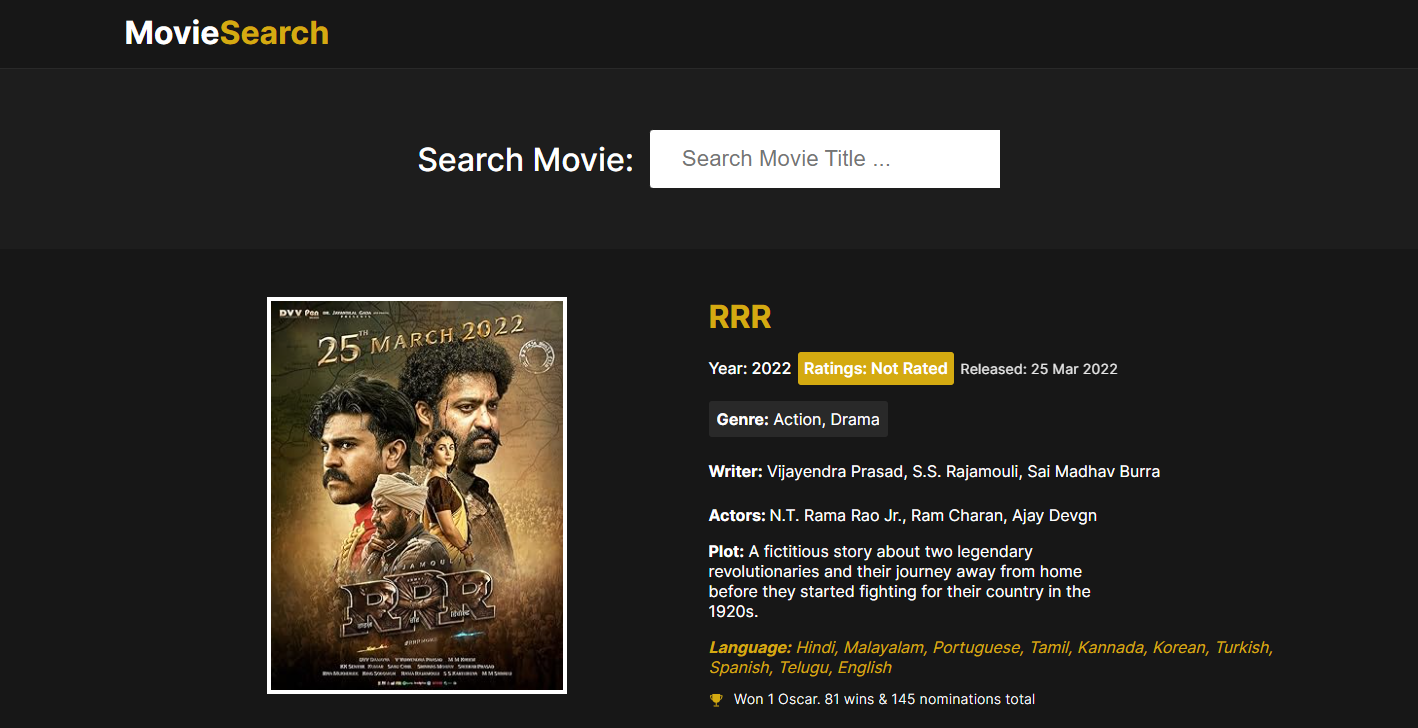 MovieSearch
Search Movie:
Search Movie Title ...
DVV
25TH MARCH 2022
RAJAMOULI
RRR
RRR
Year: 2022 Ratings: Not Rated Released: 25 Mar 2022
Genre: Action, Drama
Writer: Vijayendra Prasad, S.S. Rajamouli, Sai Madhav Burra
Actors: N.T. Rama Rao Jr., Ram Charan, Ajay Devgn
Plot: A fictitious story about two legendary
revolutionaries and their journey away from home
before they started fighting for their country in the
1920s.
Language: Hindi, Malayalam, Portuguese, Tamil, Kannada, Korean, Turkish,
Spanish, Telugu, English
Won 1 Oscar. 81 wins & 145 nominations total